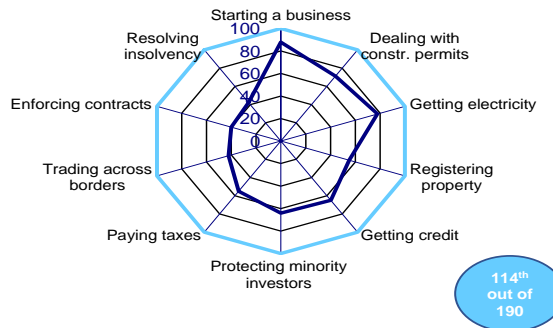 Starting a business
100
80
60
40
20
0
Dealing with
constr. permits
Getting electricity
Registering
property
Getting credit
Protecting minority
investors
Paying taxes
Trading across
borders
Enforcing contracts
Resolving
insolvency
114th
out of
190